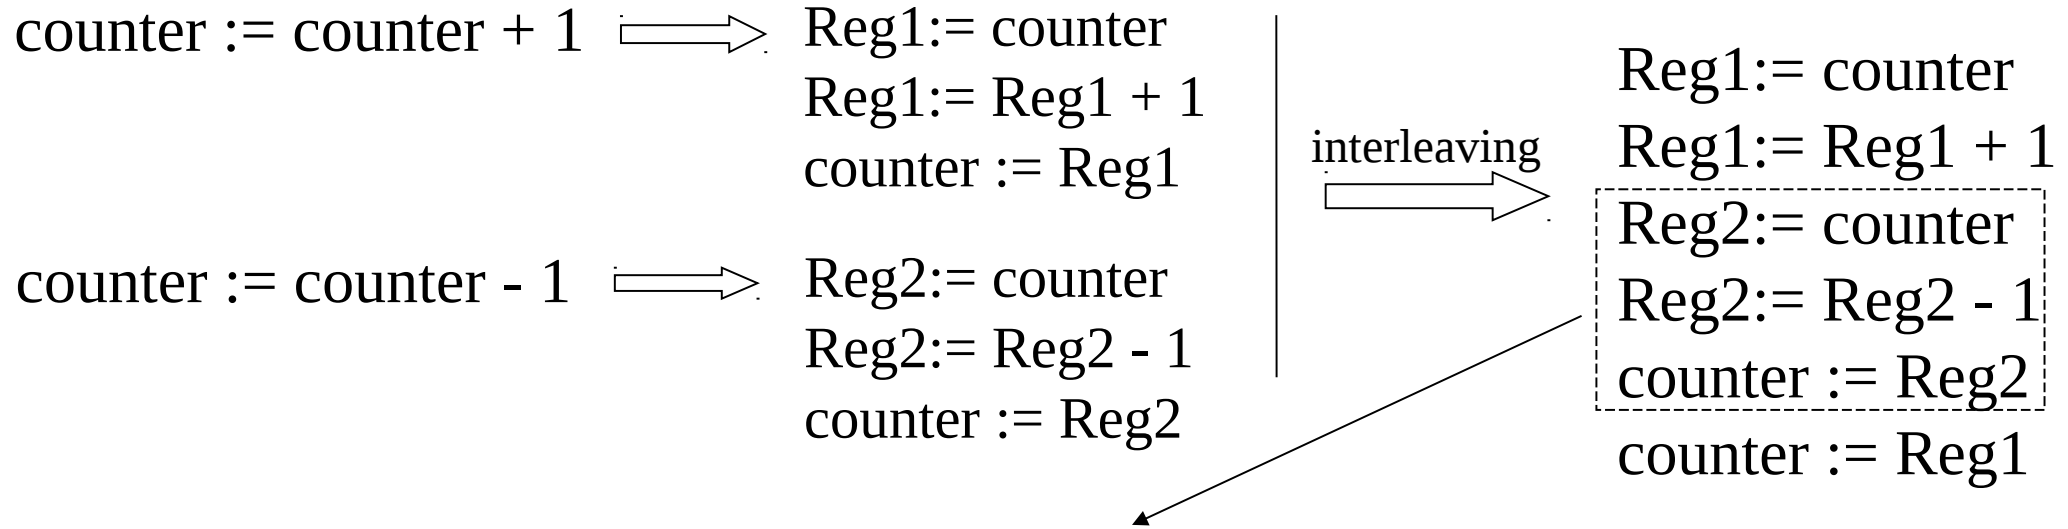 counter := counter + 1
Reg1:= counter
Reg1:= Reg1 + 1
counter := Reg1
counter := counter - 1
Reg2:= counter
Reg2:= Reg2 - 1
counter := Reg2
interleaving
Reg1:= counter
Reg1:= Reg1 + 1
Reg2:= counter
Reg2:= Reg2 - 1
counter := Reg2
counter := Reg1